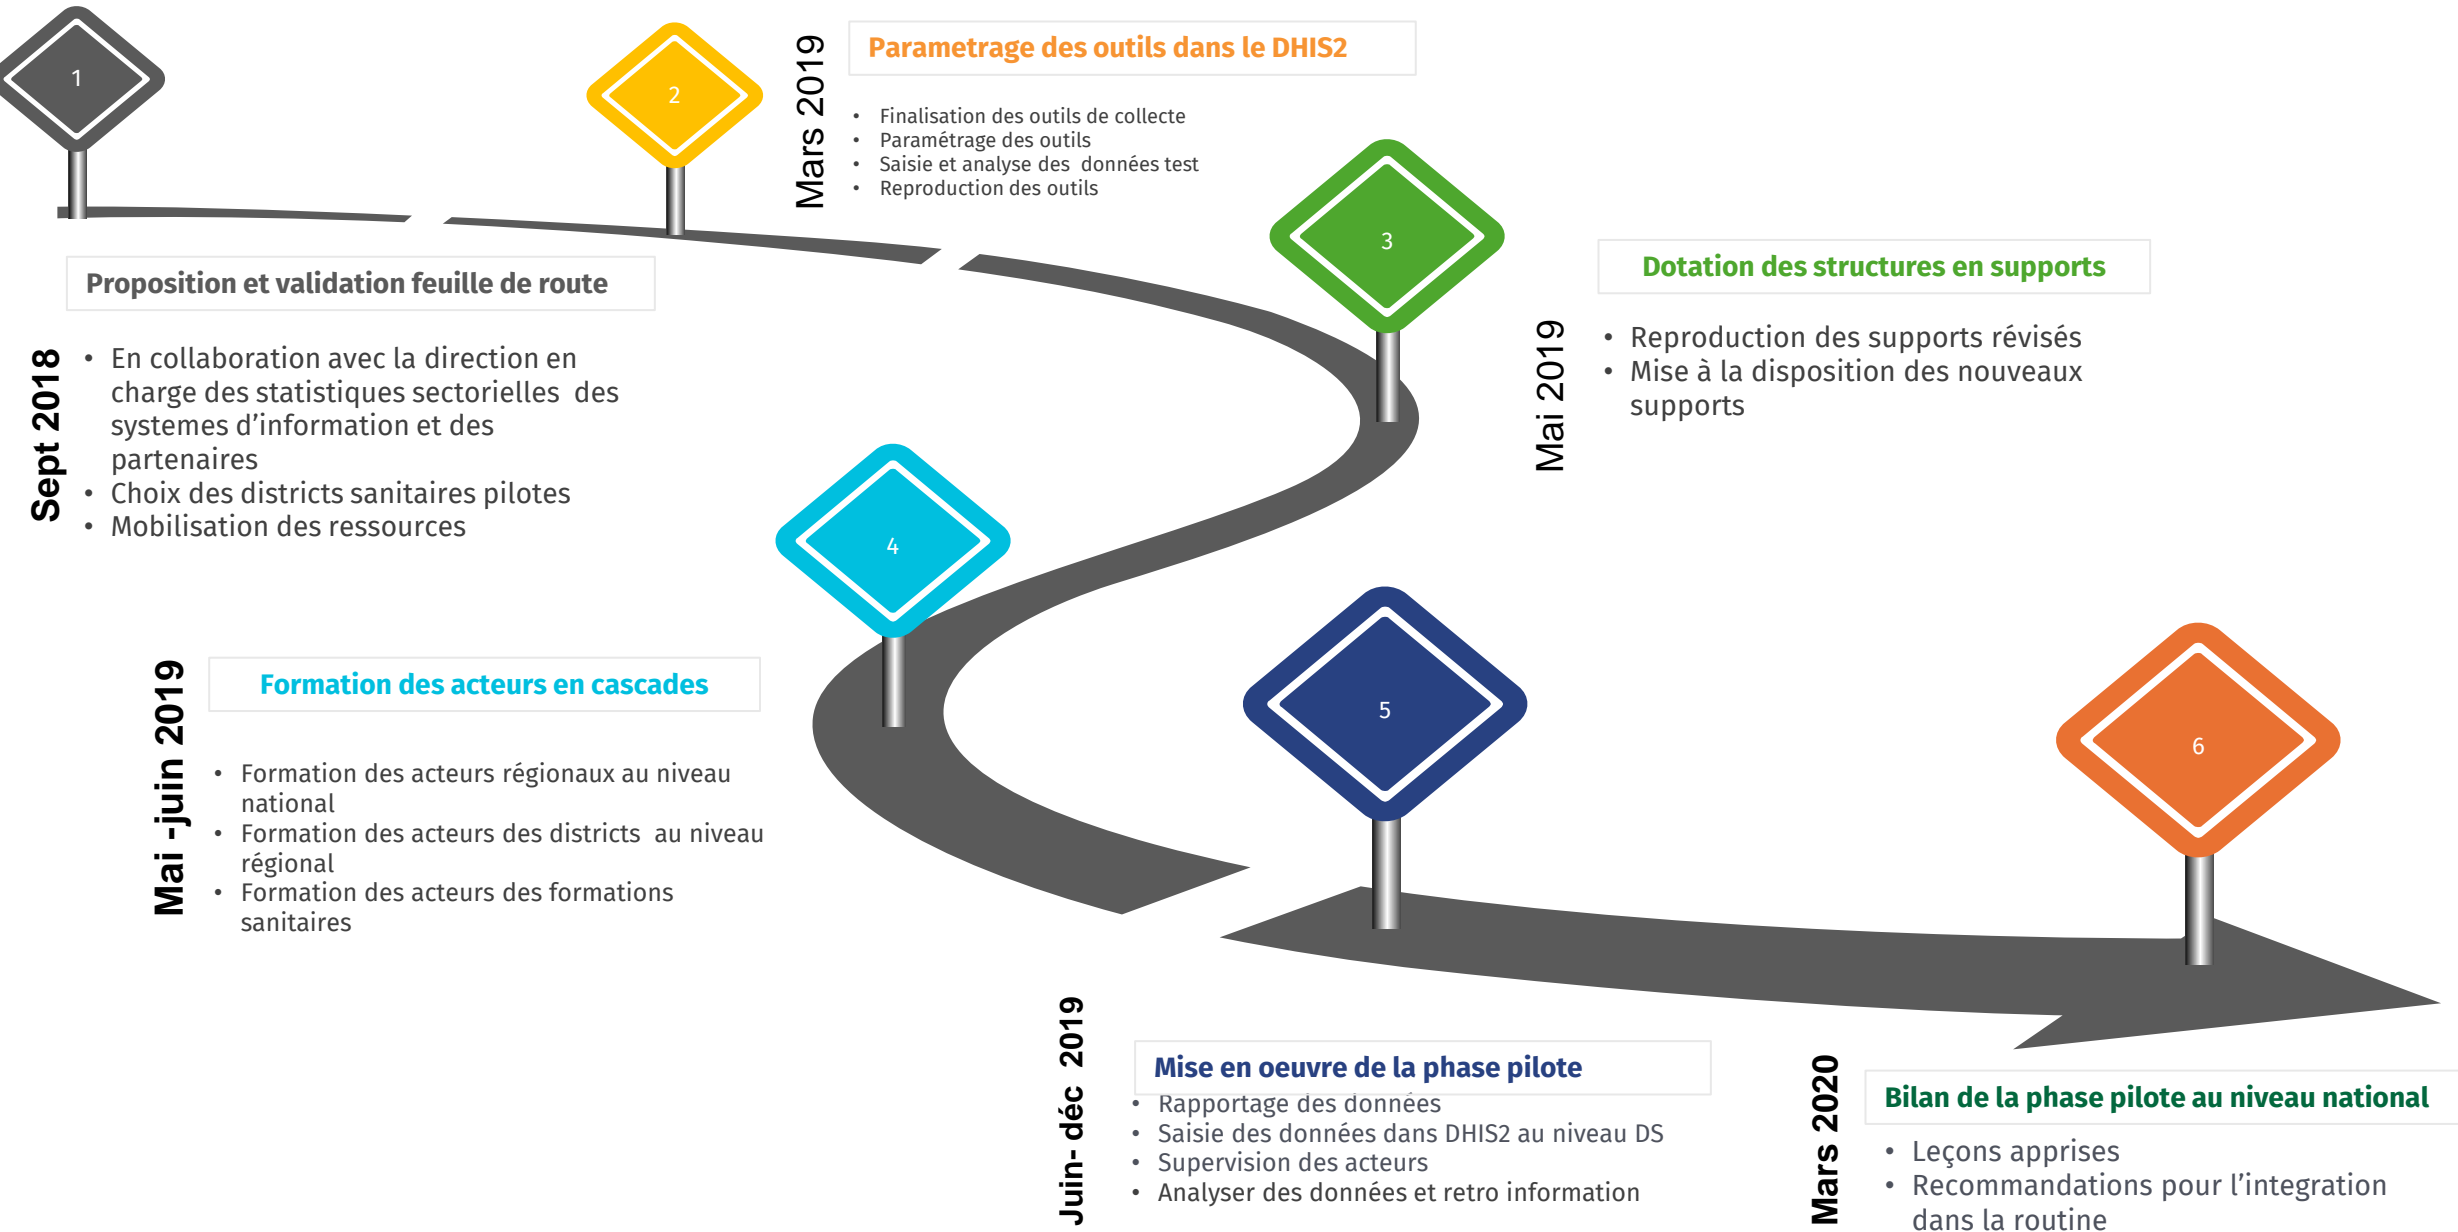 1
Proposition et validation feuille de route
Sept 2018
• En collaboration avec la direction en
charge des statistiques sectorielles des
systemes d'information et des
partenaires
• Choix des districts sanitaires pilotes
• Mobilisation des ressources
2
Mars 2019
Parametrage des outils dans le DHIS2
• Finalisation des outils de collecte
• Paramétrage des outils
• Saisie et analyse des données test
• Reproduction des outils
3
Dotation des structures en supports
Mai 2019
• Reproduction des supports révisés
• Mise à la disposition des nouveaux
supports
4
Mai -juin 2019
Formation des acteurs en cascades
• Formation des acteurs régionaux au niveau
national
• Formation des acteurs des districts au niveau
régional
• Formation des acteurs des formations
sanitaires
5
Juin- déc 2019
Mise en oeuvre de la phase pilote
• Rapportage des données
• Saisie des données dans DHIS2 au niveau DS
• Supervision des acteurs
• Analyser des données et retro information
6
Mars 2020
Bilan de la phase pilote au niveau national
• Leçons apprises
• Recommandations pour l'integration
dans la routine